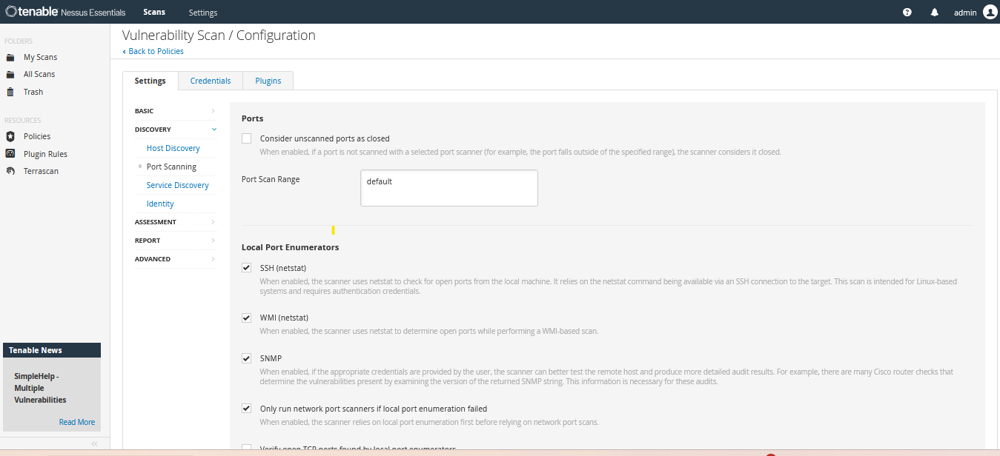 tenable Nessus Essentials Scans Settings admin
FOLDERS
My Scans
All Scans
Trash
RESOURCES
Policies
Plugin Rules
Terrascan
Tenable News
SimpleHelp -
Multiple
Vulnerabilities
Read More
Vulnerability Scan / Configuration
‹ Back to Policies
Settings Credentials Plugins
BASIC
DISCOVERY
Host Discovery
Port Scanning
Service Discovery
Identity
ASSESSMENT
REPORT
ADVANCED
Ports
Consider unscanned ports as closed
When enabled, if a port is not scanned with a selected port scanner (for example, the port falls outside of the specified range), the scanner considers it closed.
Port Scan Range default
Local Port Enumerators
SSH (netstat)
When enabled, the scanner uses netstat to check for open ports from the local machine. It relies on the netstat command being available via an SSH connection to the target. This scan is intended for Linux-based
systems and requires authentication credentials.
WMI (netstat)
When enabled, the scanner uses netstat to determine open ports while performing a WMI-based scan.
SNMP
When enabled, if the appropriate credentials are provided by the user, the scanner can better test the remote host and produce more detailed audit results. For example, there are many Cisco router checks that
determine the vulnerabilities present by examining the version of the returned SNMP string. This information is necessary for these audits.
Only run network port scanners if local port enumeration failed
When enabled, the scanner relies on local port enumeration first before relying on network port scans.
Verify open TCP ports found by local port enumerators